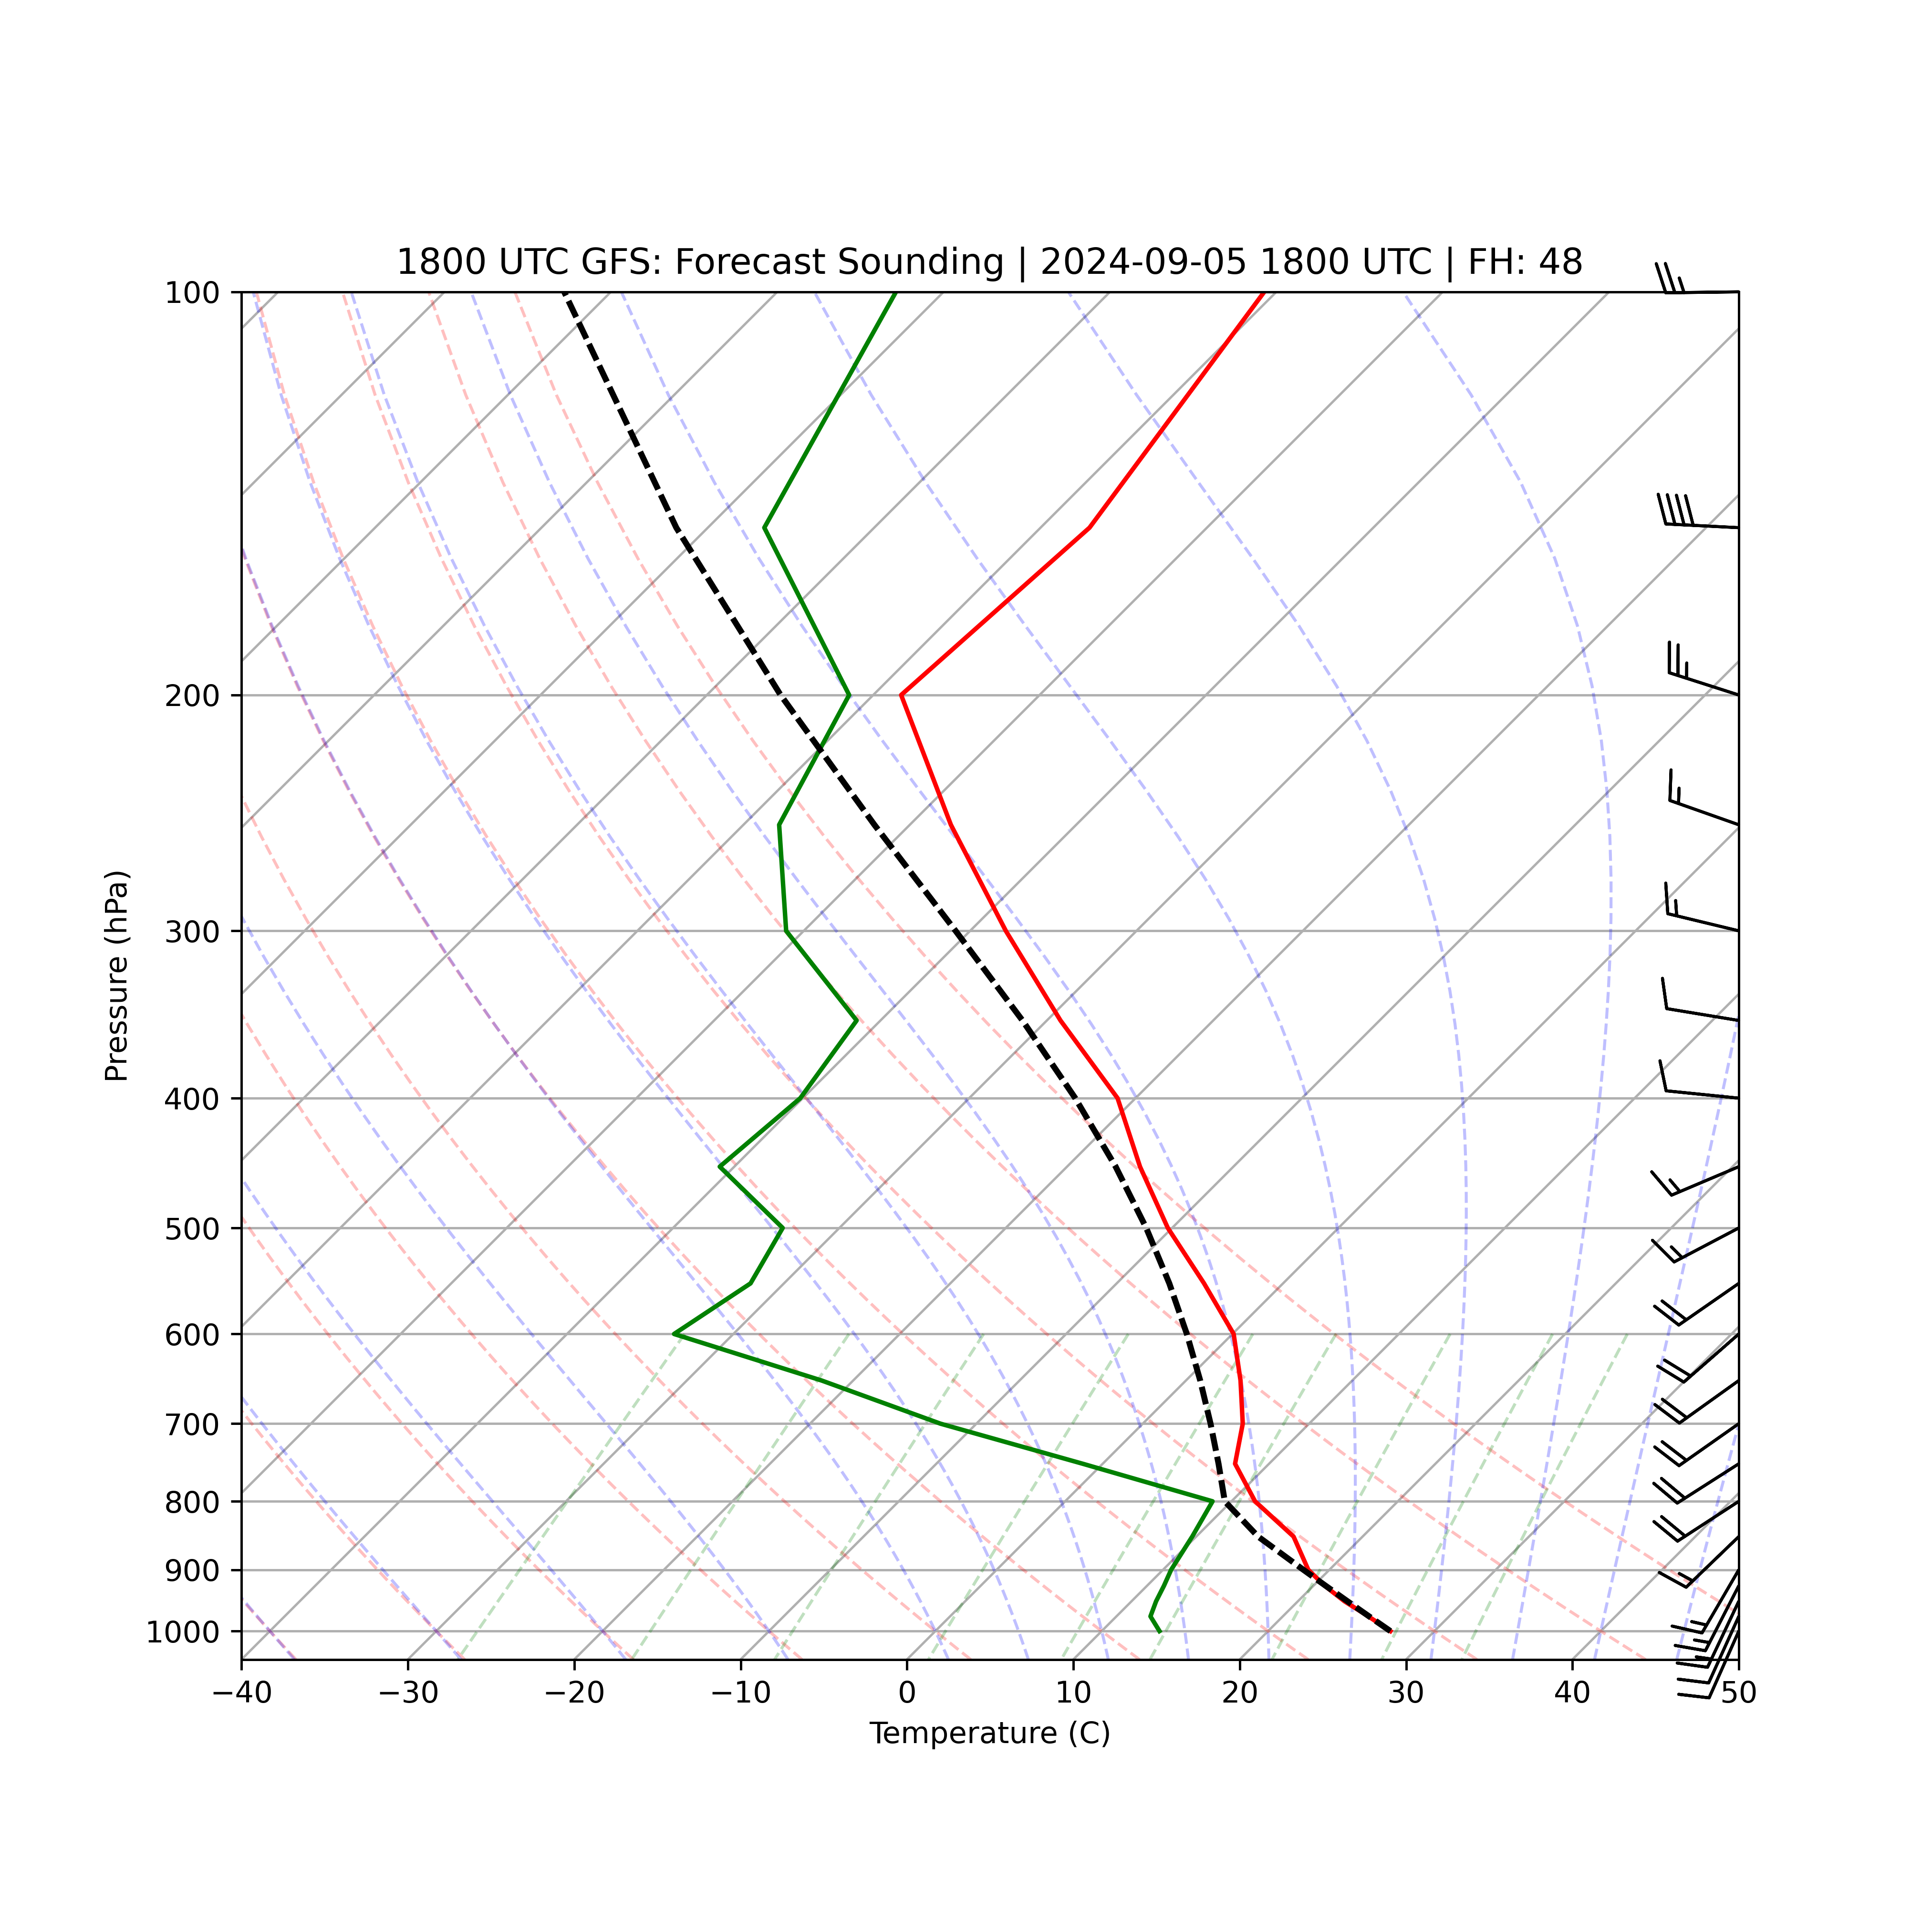 1800 UTC GFS: Forecast Sounding | 2024-09-05 1800 UTC | FH: 48
100
200
300
400
500
600
700
800
900
1000
Pressure (hPa)
−40 −30 −20 −10 0 10 20 30 40 50
Temperature (C)